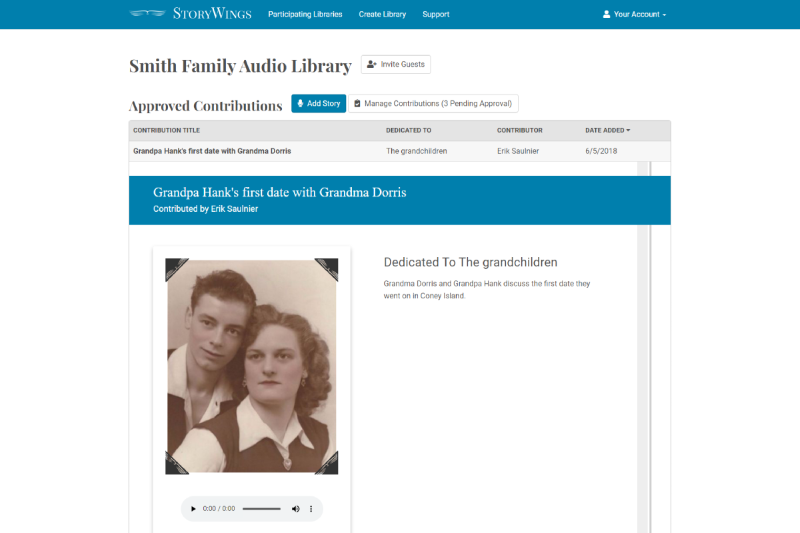 STORYWINGS Participating Libraries Create Library Support Your Account
Smith Family Audio Library Invite Guests
Approved Contributions Add Story Manage Contributions (3 Pending Approval)
CONTRIBUTION TITLE DEDICATED TO CONTRIBUTOR DATE ADDED
Grandpa Hank's first date with Grandma Dorris The grandchildren Erik Saulnier 6/5/2018
Grandpa Hank's first date with Grandma Dorris
Contributed by Erik Saulnier
Dedicated To The grandchildren
Grandma Dorris and Grandpa Hank discuss the first date they
went on in Coney Island.
0:00 / 0:00